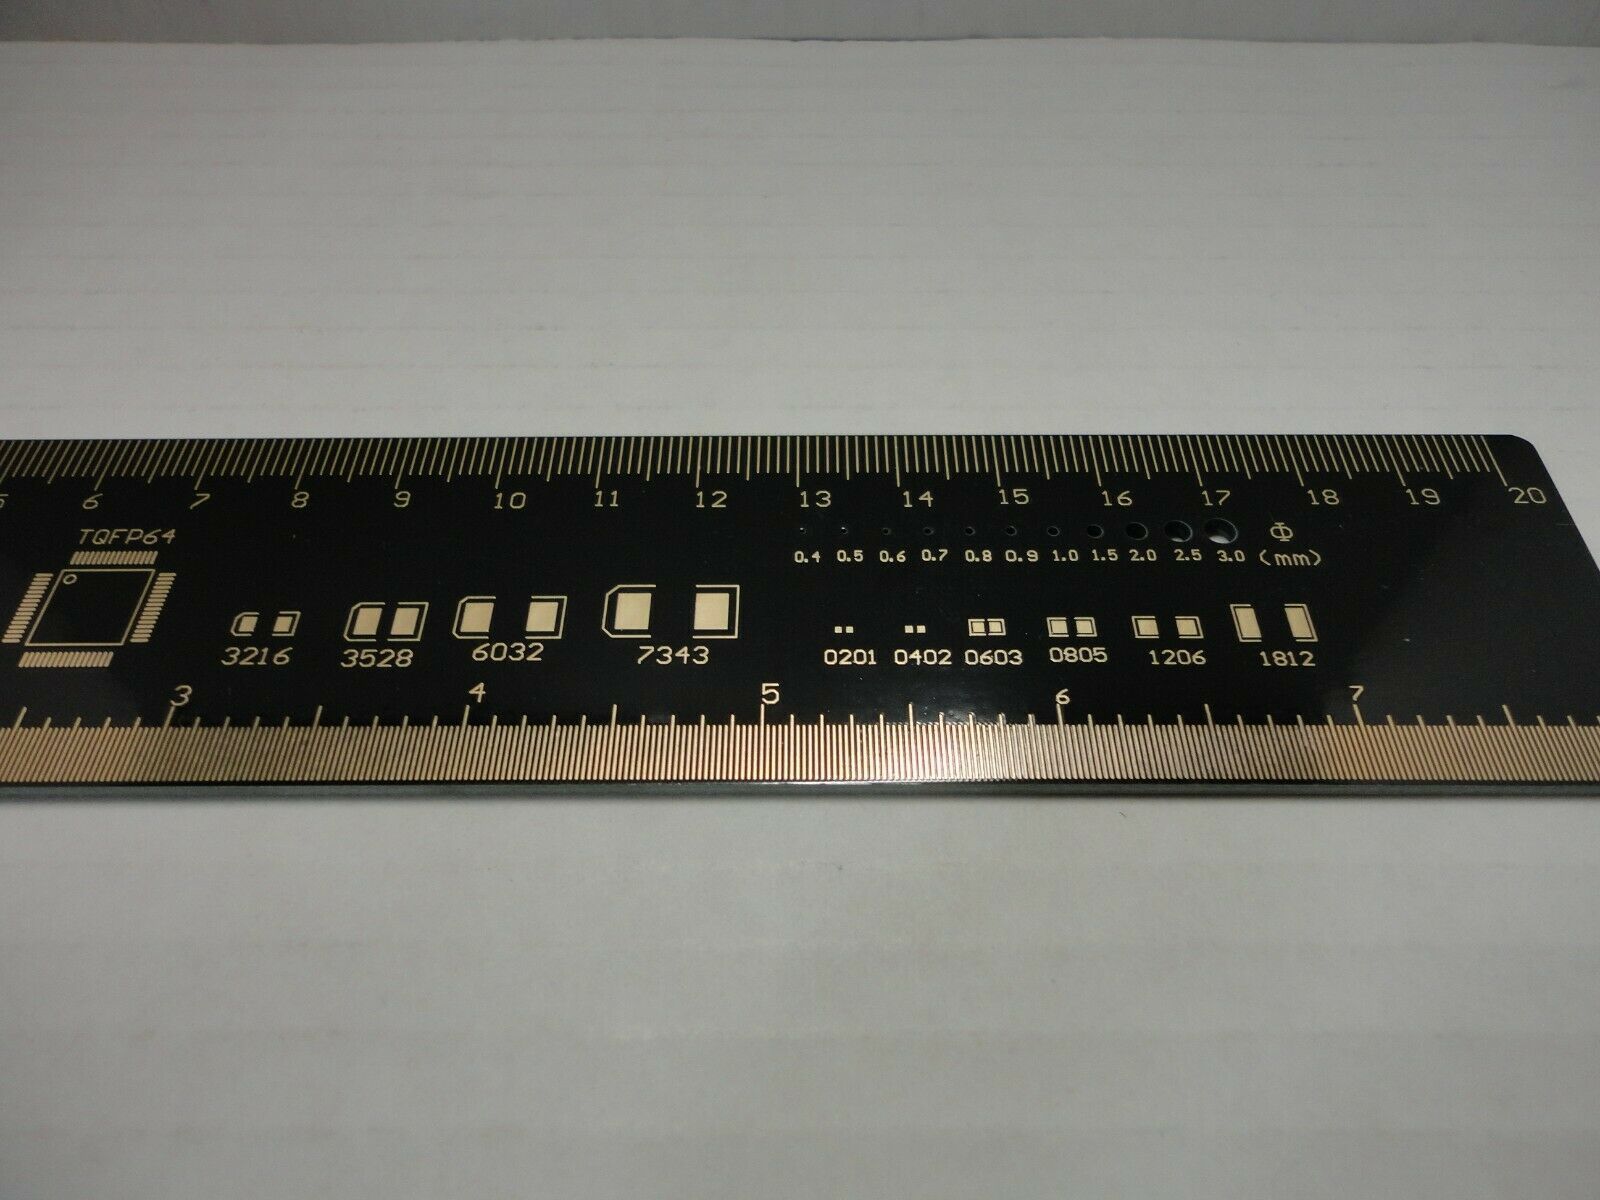 5 6 7 8 9 10 11 12 13 14 15 16 17 18 19 20
TQFP64
Φ
0.4 0.5 0.6 0.7 0.8 0.9 1.0 1.5 2.0 2.5 3.0 (mm)
3216 3528 6032 7343 0201 0402 0603 0805 1206 1812
3 4 5 6 7